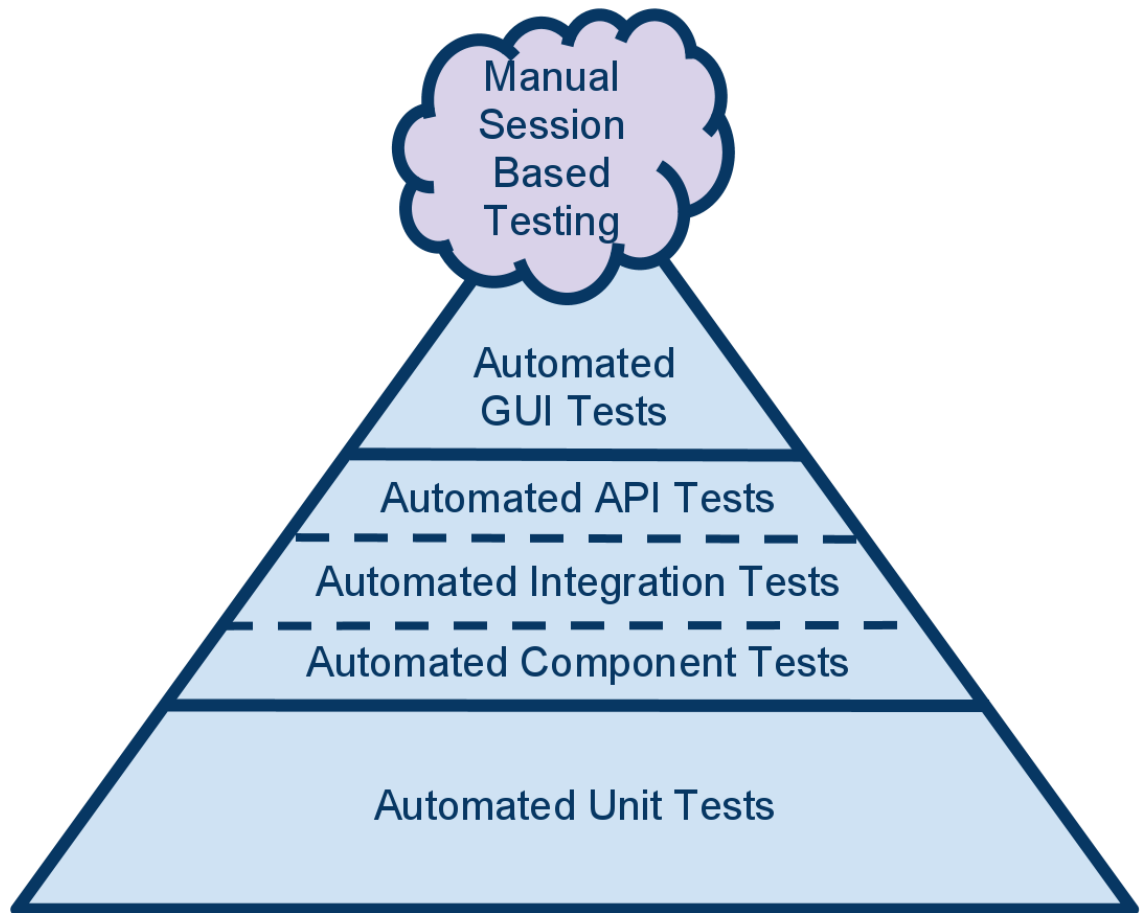 Manual
Session
Based
Testing
Automated
GUI Tests
Automated API Tests
Automated Integration Tests
Automated Component Tests
Automated Unit Tests